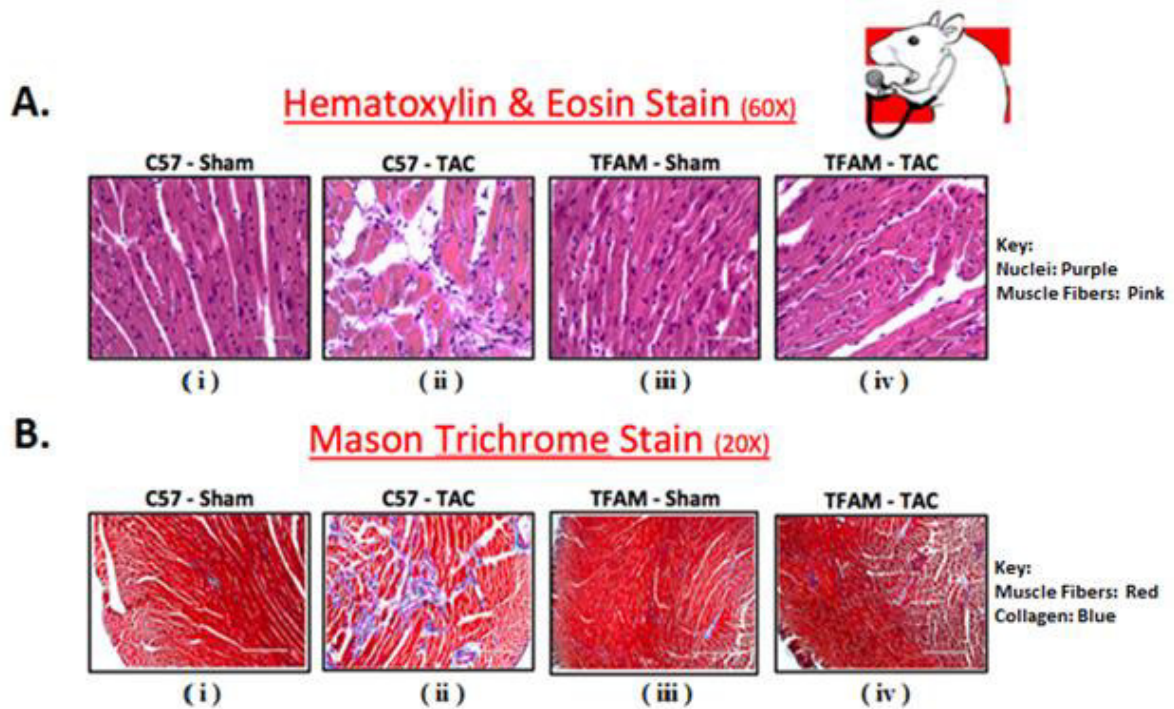 A.
Hematoxylin & Eosin Stain (60X)
C57 - Sham
C57 - TAC
TFAM - Sham
TFAM - TAC
Key:
Nuclei: Purple
Muscle Fibers: Pink
( i )
( ii )
( iii )
( iv )
B.
Mason Trichrome Stain (20X)
C57 - Sham
C57 - TAC
TFAM - Sham
TFAM - TAC
Key:
Muscle Fibers: Red
Collagen: Blue
( i )
( ii )
( iii )
( iv )